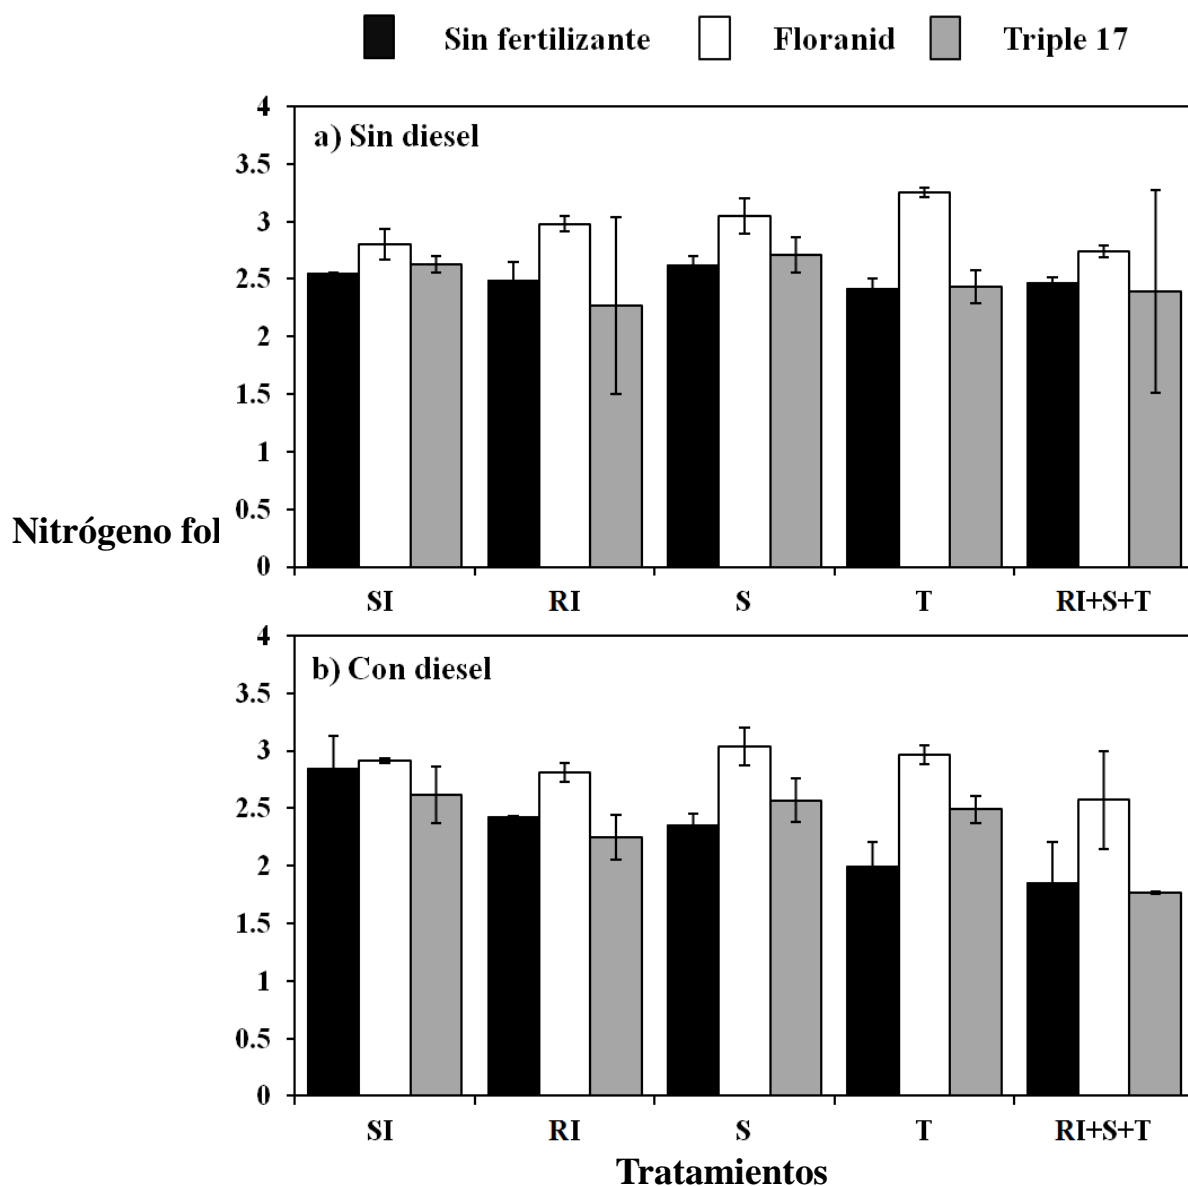 Sin fertilizante Floranid Triple 17
4
a) Sin diesel
3.5
3
2.5
2
1.5
1
0.5
0
SI RI S T RI+S+T
Nitrógeno fol
4
b) Con diesel
3.5
3
2.5
2
1.5
1
0.5
0
SI RI S T RI+S+T
Tratamientos